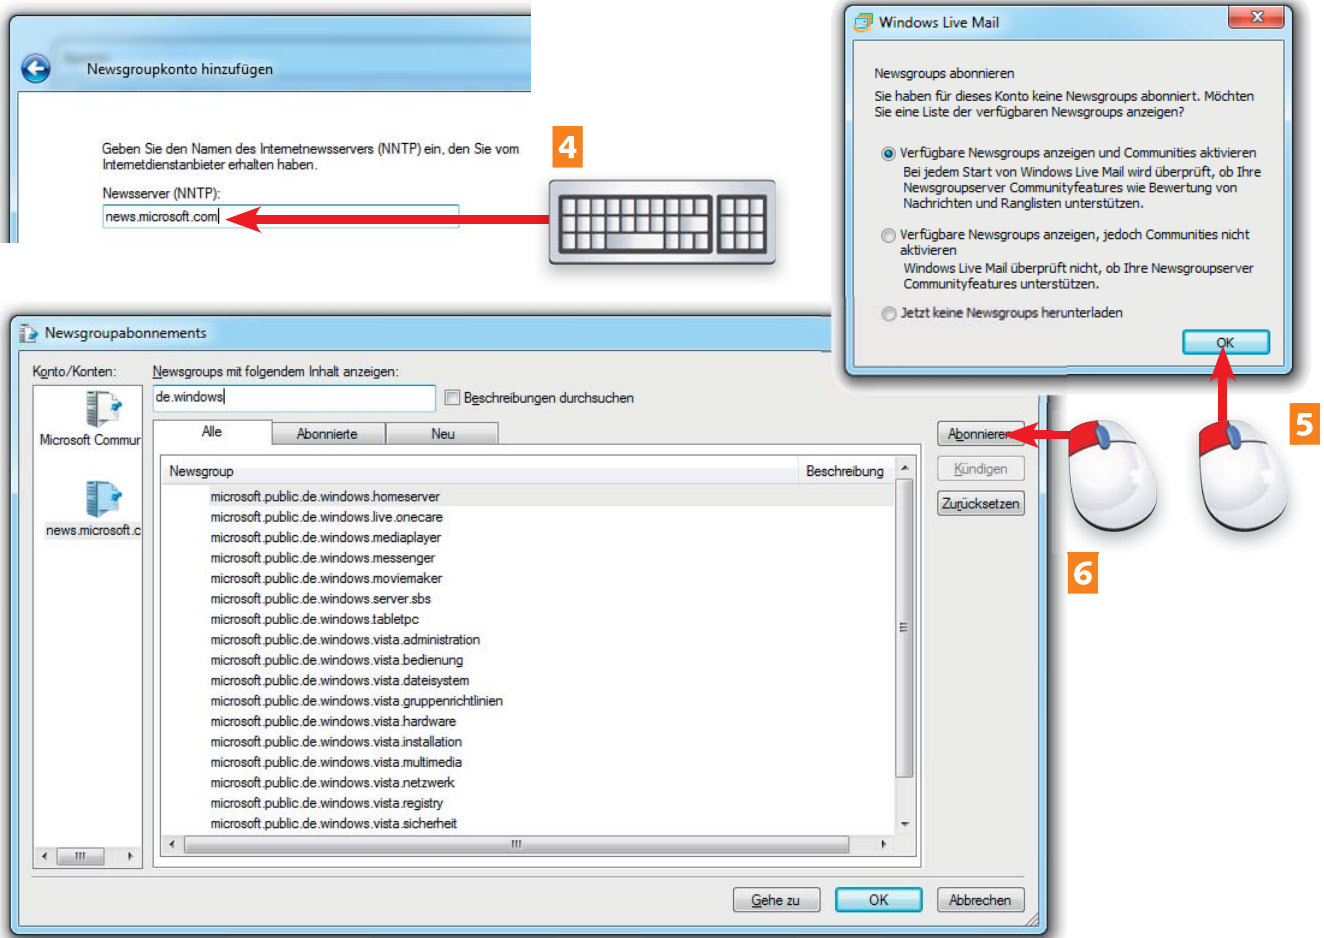 Newsgroupkonto hinzufügen
Geben Sie den Namen des Internetnewsservers (NNTP) ein, den Sie vom
Internetdienstanbieter erhalten haben.
Newsserver (NNTP):
news.microsoft.com
4
Windows Live Mail
Newsgroups abonnieren
Sie haben für dieses Konto keine Newsgroups abonniert. Möchten
Sie eine Liste der verfügbaren Newsgroups anzeigen?
Verfügbare Newsgroups anzeigen und Communities aktivieren
Bei jedem Start von Windows Live Mail wird überprüft, ob Ihre
Newsgroupserver Communityfeatures wie Bewertung von
Nachrichten und Ranglisten unterstützen.
Verfügbare Newsgroups anzeigen, jedoch Communities nicht
aktivieren
Windows Live Mail überprüft nicht, ob Ihre Newsgroupserver
Communityfeatures unterstützen.
Jetzt keine Newsgroups herunterladen
OK
5
Newsgroupabonnements
Konto/Konten:
Microsoft Commur
news.microsoft.c
Newsgroups mit folgendem Inhalt anzeigen:
de.windows
Beschreibungen durchsuchen
Alle
Abonnierte
Neu
Newsgroup
Beschreibung
microsoft.public.de.windows.homeserver
microsoft.public.de.windows.live.onecare
microsoft.public.de.windows.mediaplayer
microsoft.public.de.windows.messenger
microsoft.public.de.windows.moviemaker
microsoft.public.de.windows.server.sbs
microsoft.public.de.windows.tabletpc
microsoft.public.de.windows.vista.administration
microsoft.public.de.windows.vista.bedienung
microsoft.public.de.windows.vista.dateisystem
microsoft.public.de.windows.vista.gruppenrichtlinien
microsoft.public.de.windows.vista.hardware
microsoft.public.de.windows.vista.installation
microsoft.public.de.windows.vista.multimedia
microsoft.public.de.windows.vista.netzwerk
microsoft.public.de.windows.vista.registry
microsoft.public.de.windows.vista.sicherheit
Abonnieren
Kündigen
Zurücksetzen
6
Gehe zu
OK
Abbrechen